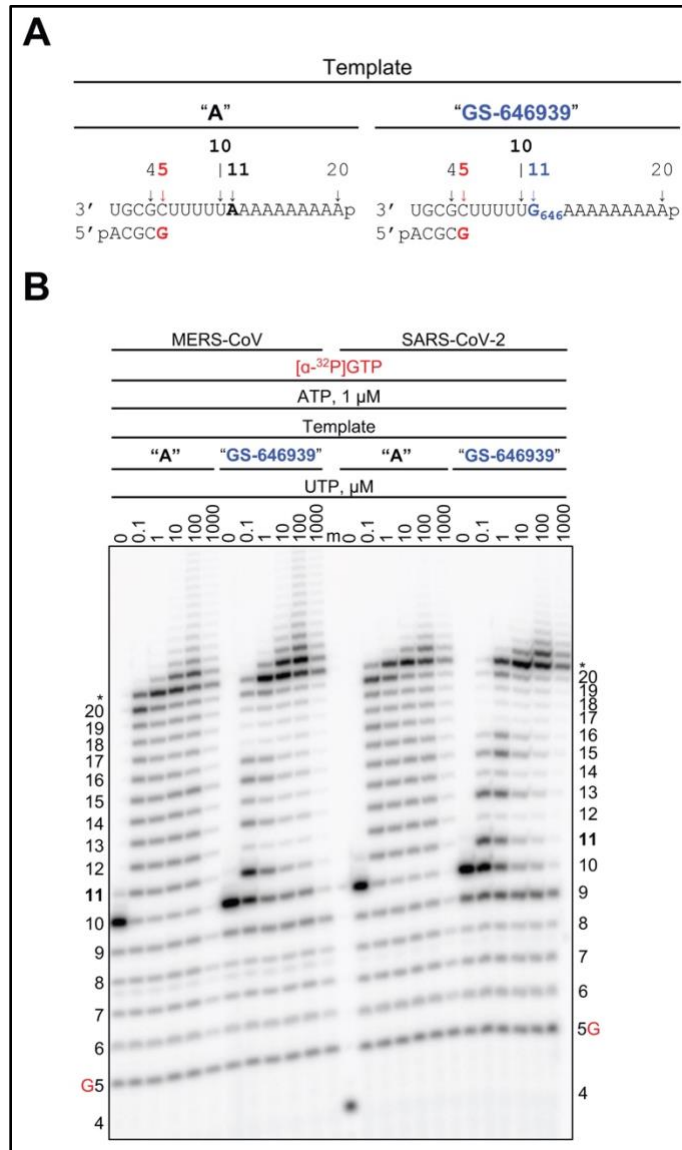 A
Template
"A" "GS-646939"
10 10
45 |11 20 45 |11 20
3' UGCGCUUUUUAAAAAAAAAAp 3' UGCGCUUUUUG646AAAAAAAAAp
5'pACGCG 5'pACGCG
B
MERS-CoV SARS-CoV-2
[α-32P]GTP
ATP, 1 µM
Template
"A" "GS-646939" "A" "GS-646939"
UTP, µM
0 0.1 1 10 100 1000 0 0.1 1 10 100 1000 m 0 0.1 1 10 100 1000 0 0.1 1 10 100 1000
*
20
19
18
17
16
15
14
13
12
11
10
9
8
7
6
G5
4
*
20
19
18
17
16
15
14
13
12
11
10
9
8
7
6
5G
4